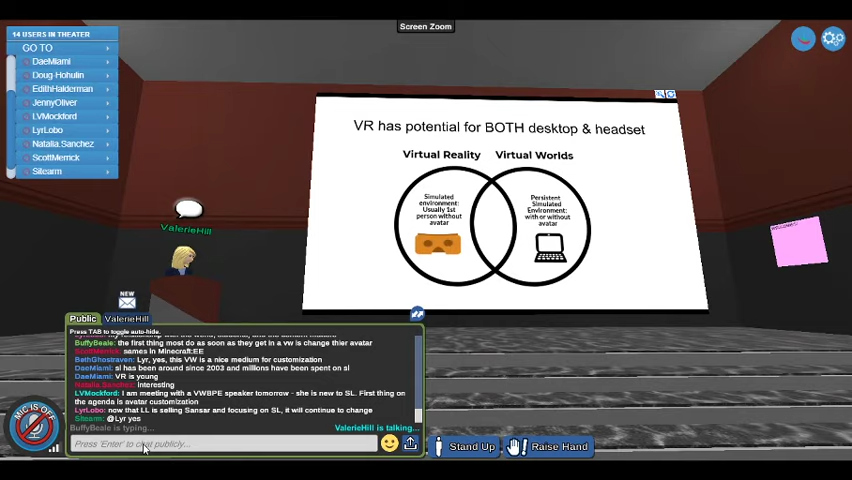 Screen Zoom
14 USERS IN THEATER
GO TO
DaeMiami
Doug-Hohulin
EdithHalderman
JennyOliver
LVMockford
LyrLobo
Natalia.Sanchez
ScottMerrick
Sitearm
VR has potential for BOTH desktop & headset
Virtual Reality Virtual Worlds
Simulated
environment:
Usually 1st
person without
avatar
Persistent
Simulated
Environment:
with or without
avatar
ValerieHill
NEW
Public ValerieHill
Press TAB to toggle auto-hide.
BuffyBeale: the first thing most do as soon as they get in a vw is change thier avatar
ScottMerrick: sames in Minecraft:EE
BethGhostraven: Lyr, yes, this VW is a nice medium for customization
DaeMiami: sl has been around since 2003 and millions have been spent on sl
DaeMiami: VR is young
Natalia.Sanchez: interesting
LVMockford: I am meeting with a VWBPE speaker tomorrow - she is new to SL. First thing on
the agenda is avatar customization
LyrLobo: now that LL is selling Sansar and focusing on SL, it will continue to change
Sitearm: @Lyr yes
BuffyBeale is typing... ValerieHill is talking...
Press 'Enter' to chat publicly...
MIC IS OFF
Stand Up
Raise Hand